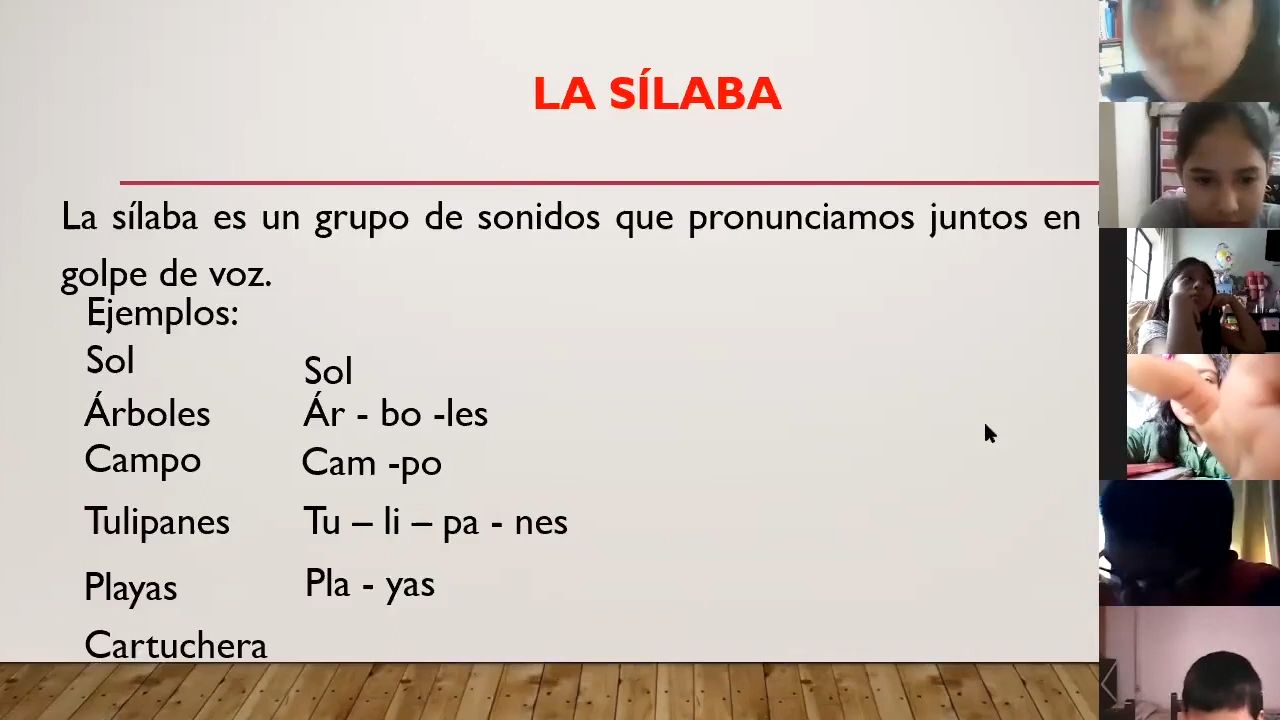 LA SÍLABA
La sílaba es un grupo de sonidos que pronunciamos juntos en
golpe de voz.
Ejemplos:
Sol Sol
Árboles Ár - bo -les
Campo Cam -po
Tulipanes Tu – li – pa - nes
Playas Pla - yas
Cartuchera